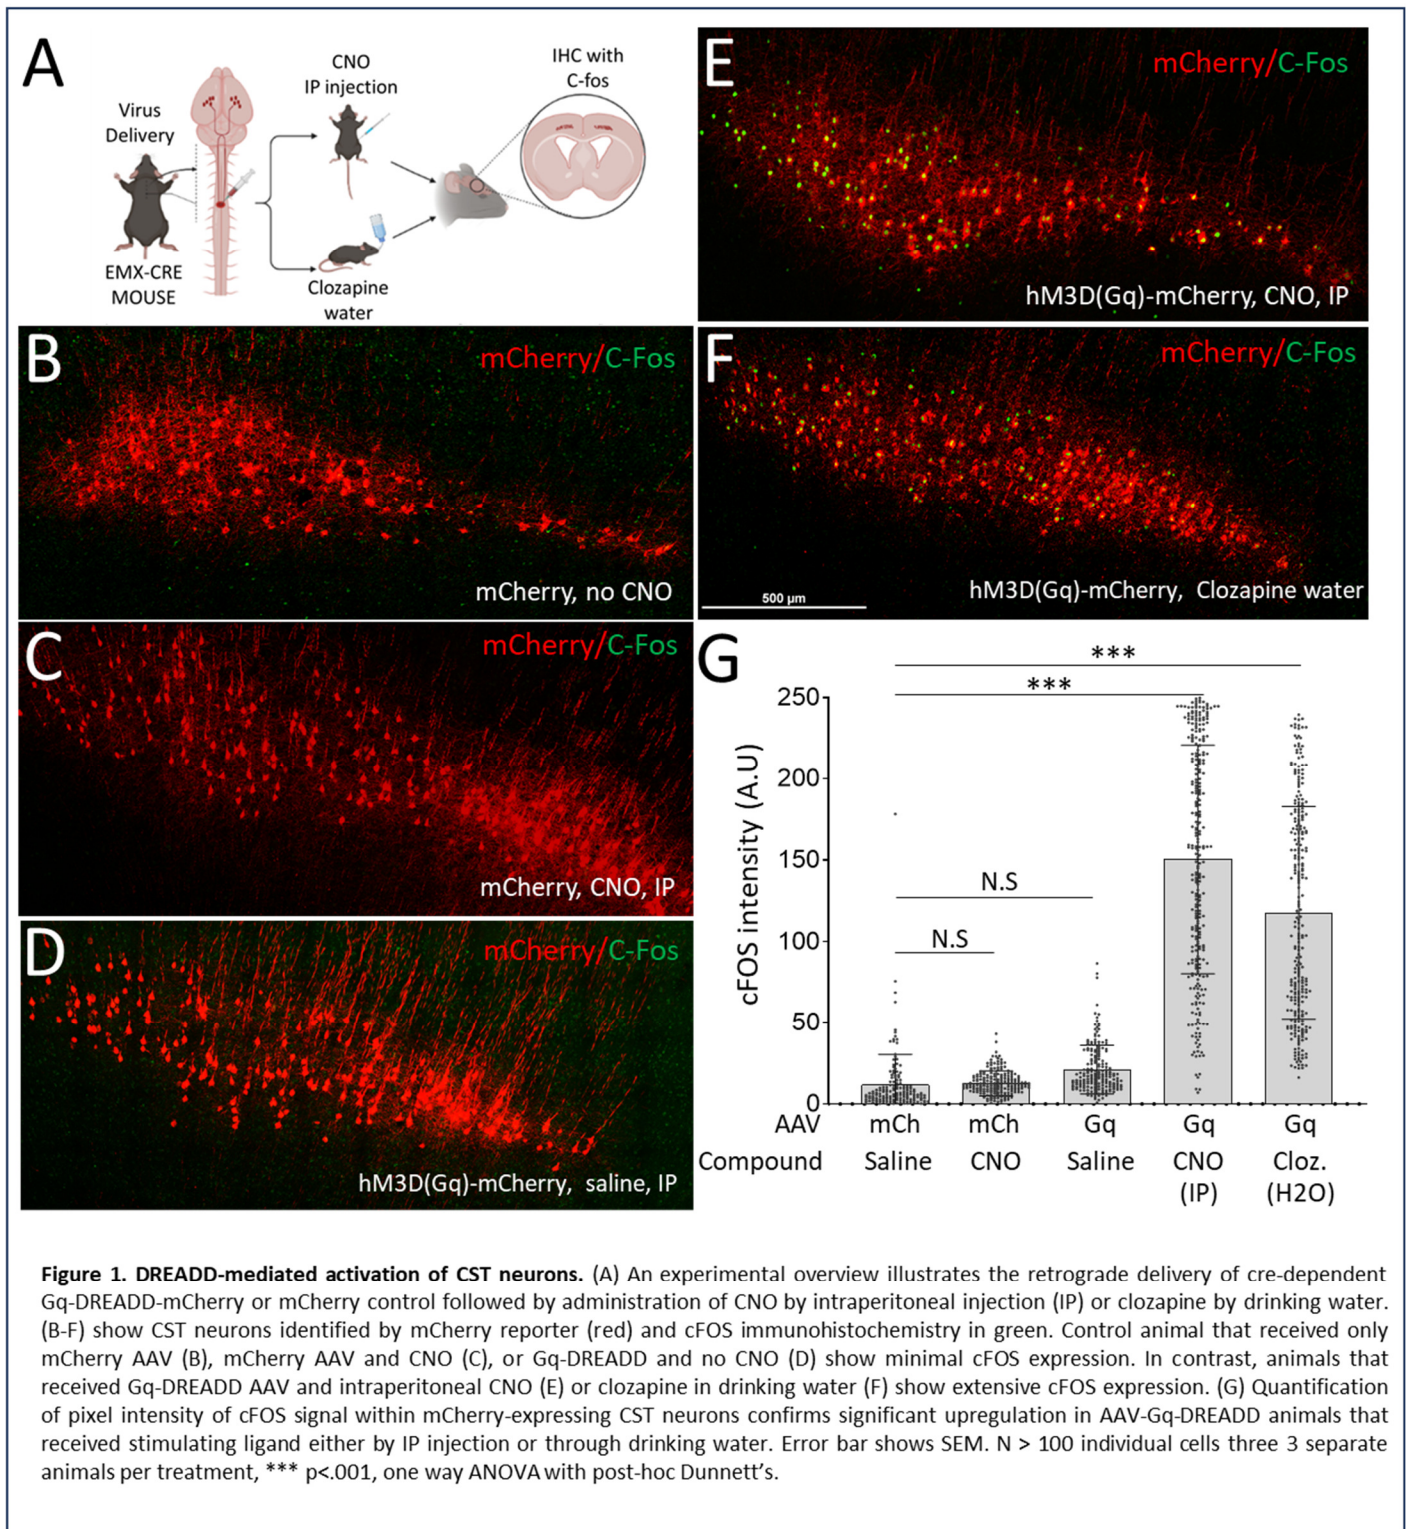 A
Virus
Delivery
EMX-CRE
MOUSE
CNO
IP injection
Clozapine
water
IHC with
C-fos
B
mCherry/C-Fos
mCherry, no CNO
C
mCherry/C-Fos
mCherry, CNO, IP
D
mCherry/C-Fos
hM3D(Gq)-mCherry, saline, IP
E
mCherry/C-Fos
hM3D(Gq)-mCherry, CNO, IP
F
mCherry/C-Fos
500 µm
hM3D(Gq)-mCherry, Clozapine water
G
***
***
N.S
N.S
cFOS intensity (A.U)
250
200
150
100
50
0
AAV mCh mCh Gq Gq Gq
Compound Saline CNO Saline CNO Cloz.
(IP) (H2O)
Figure 1. DREADD-mediated activation of CST neurons. (A) An experimental overview illustrates the retrograde delivery of cre-dependent
Gq-DREADD-mCherry or mCherry control followed by administration of CNO by intraperitoneal injection (IP) or clozapine by drinking water.
(B-F) show CST neurons identified by mCherry reporter (red) and cFOS immunohistochemistry in green. Control animal that received only
mCherry AAV (B), mCherry AAV and CNO (C), or Gq-DREADD and no CNO (D) show minimal cFOS expression. In contrast, animals that
received Gq-DREADD AAV and intraperitoneal CNO (E) or clozapine in drinking water (F) show extensive cFOS expression. (G) Quantification
of pixel intensity of cFOS signal within mCherry-expressing CST neurons confirms significant upregulation in AAV-Gq-DREADD animals that
received stimulating ligand either by IP injection or through drinking water. Error bar shows SEM. N > 100 individual cells three 3 separate
animals per treatment, *** p<.001, one way ANOVA with post-hoc Dunnett's.